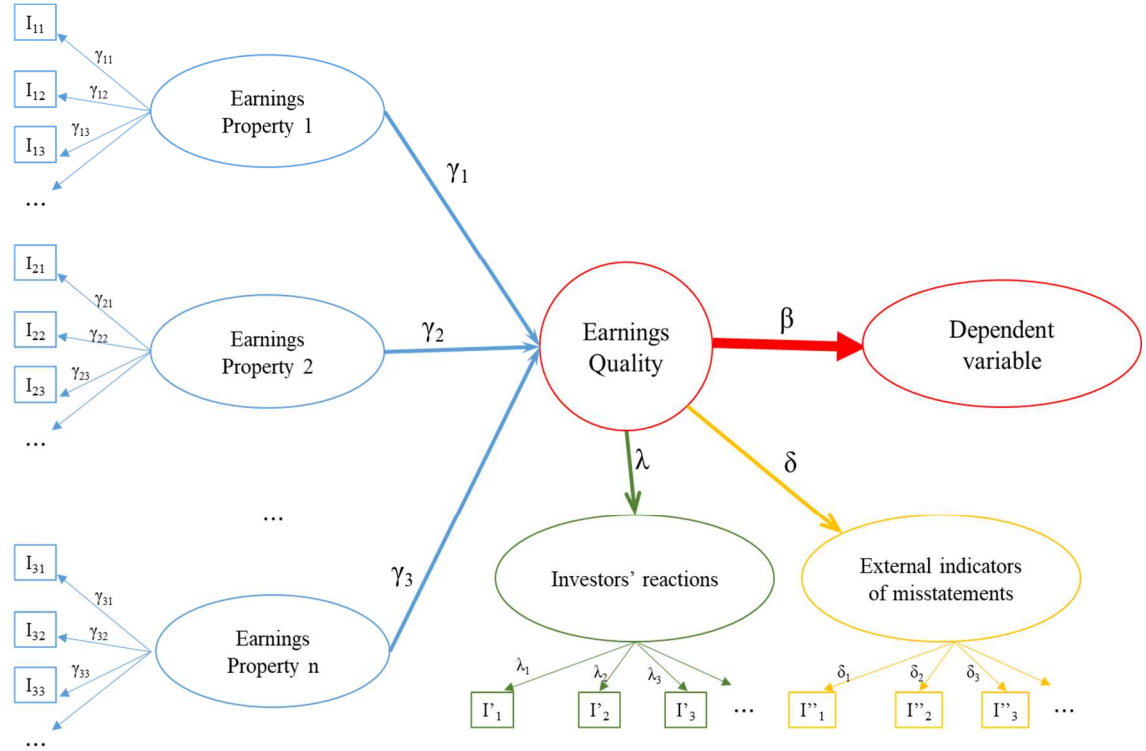 I11
γ11
I12
γ12
I13
γ13
...
Earnings
Property 1
γ1
I21
γ21
I22
γ22
I23
γ23
...
Earnings
Property 2
γ2
...
I31
γ31
I32
γ32
I33
γ33
...
Earnings
Property n
γ3
Earnings
Quality
β
Dependent
variable
λ
δ
Investors’ reactions
External indicators
of misstatements
λ1
λ2
λ3
I’1
I’2
I’3
...
δ1
δ2
δ3
I’’1
I’’2
I’’3
...